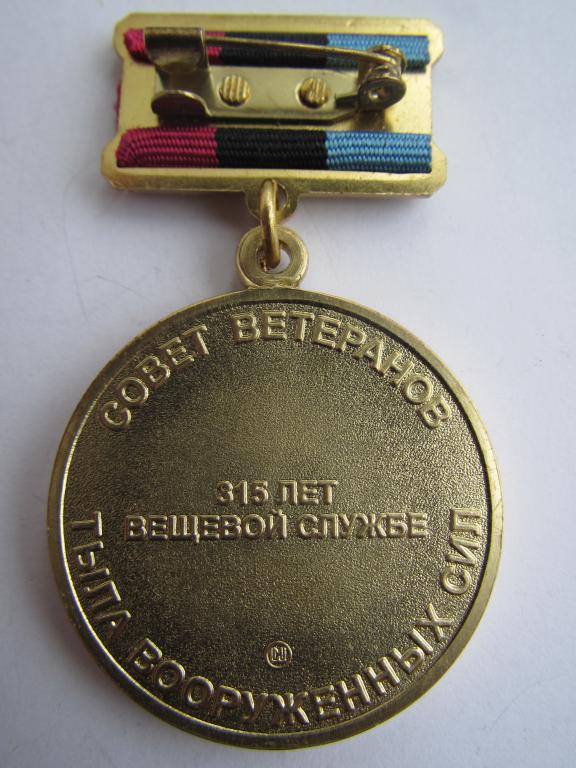 СОВЕТ ВЕТЕРАНОВ
315 ЛЕТ
ВЕЩЕВОЙ СЛУЖБЕ
ТЫЛА ВООРУЖЕННЫХ СИЛ